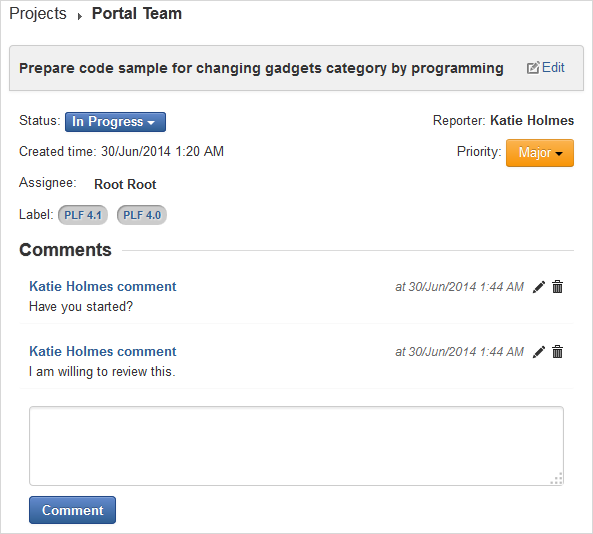 Projects Portal Team
Prepare code sample for changing gadgets category by programming Edit
Status: In Progress Reporter: Katie Holmes
Created time: 30/Jun/2014 1:20 AM Priority: Major
Assignee: Root Root
Label: PLF 4.1 PLF 4.0
Comments
Katie Holmes comment at 30/Jun/2014 1:44 AM
Have you started?
Katie Holmes comment at 30/Jun/2014 1:44 AM
I am willing to review this.
Comment